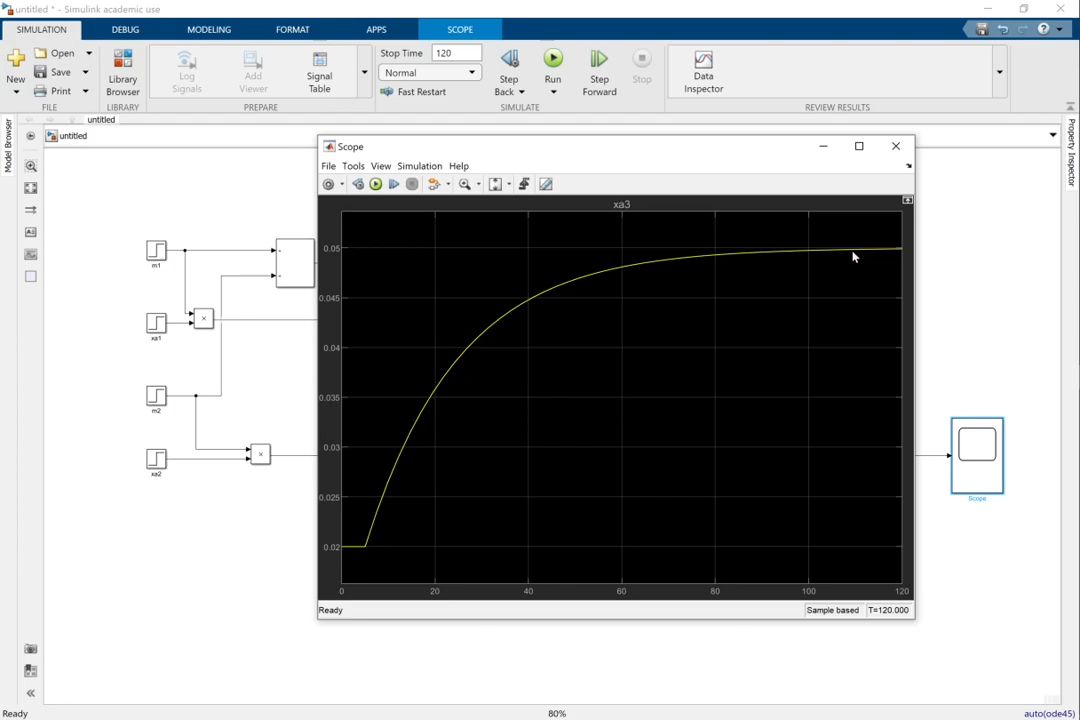 untitled * - Simulink academic use
SIMULATION DEBUG MODELING FORMAT APPS SCOPE
New
Open
Save
Print
Library Browser
Log Signals
Add Viewer
Signal Table
Stop Time 120
Normal
Fast Restart
Step Back
Run
Step Forward
Stop
Data Inspector
FILE LIBRARY PREPARE SIMULATE REVIEW RESULTS
Model Browser
untitled
untitled
Property Inspector
Scope
File Tools View Simulation Help
xa3
0.05
0.045
0.04
0.035
0.03
0.025
0.02
0 20 40 60 80 100 120
Ready Sample based T=120.000
m1
×
xa1
m2
×
xa2
Scope
Ready 80% auto(ode45)